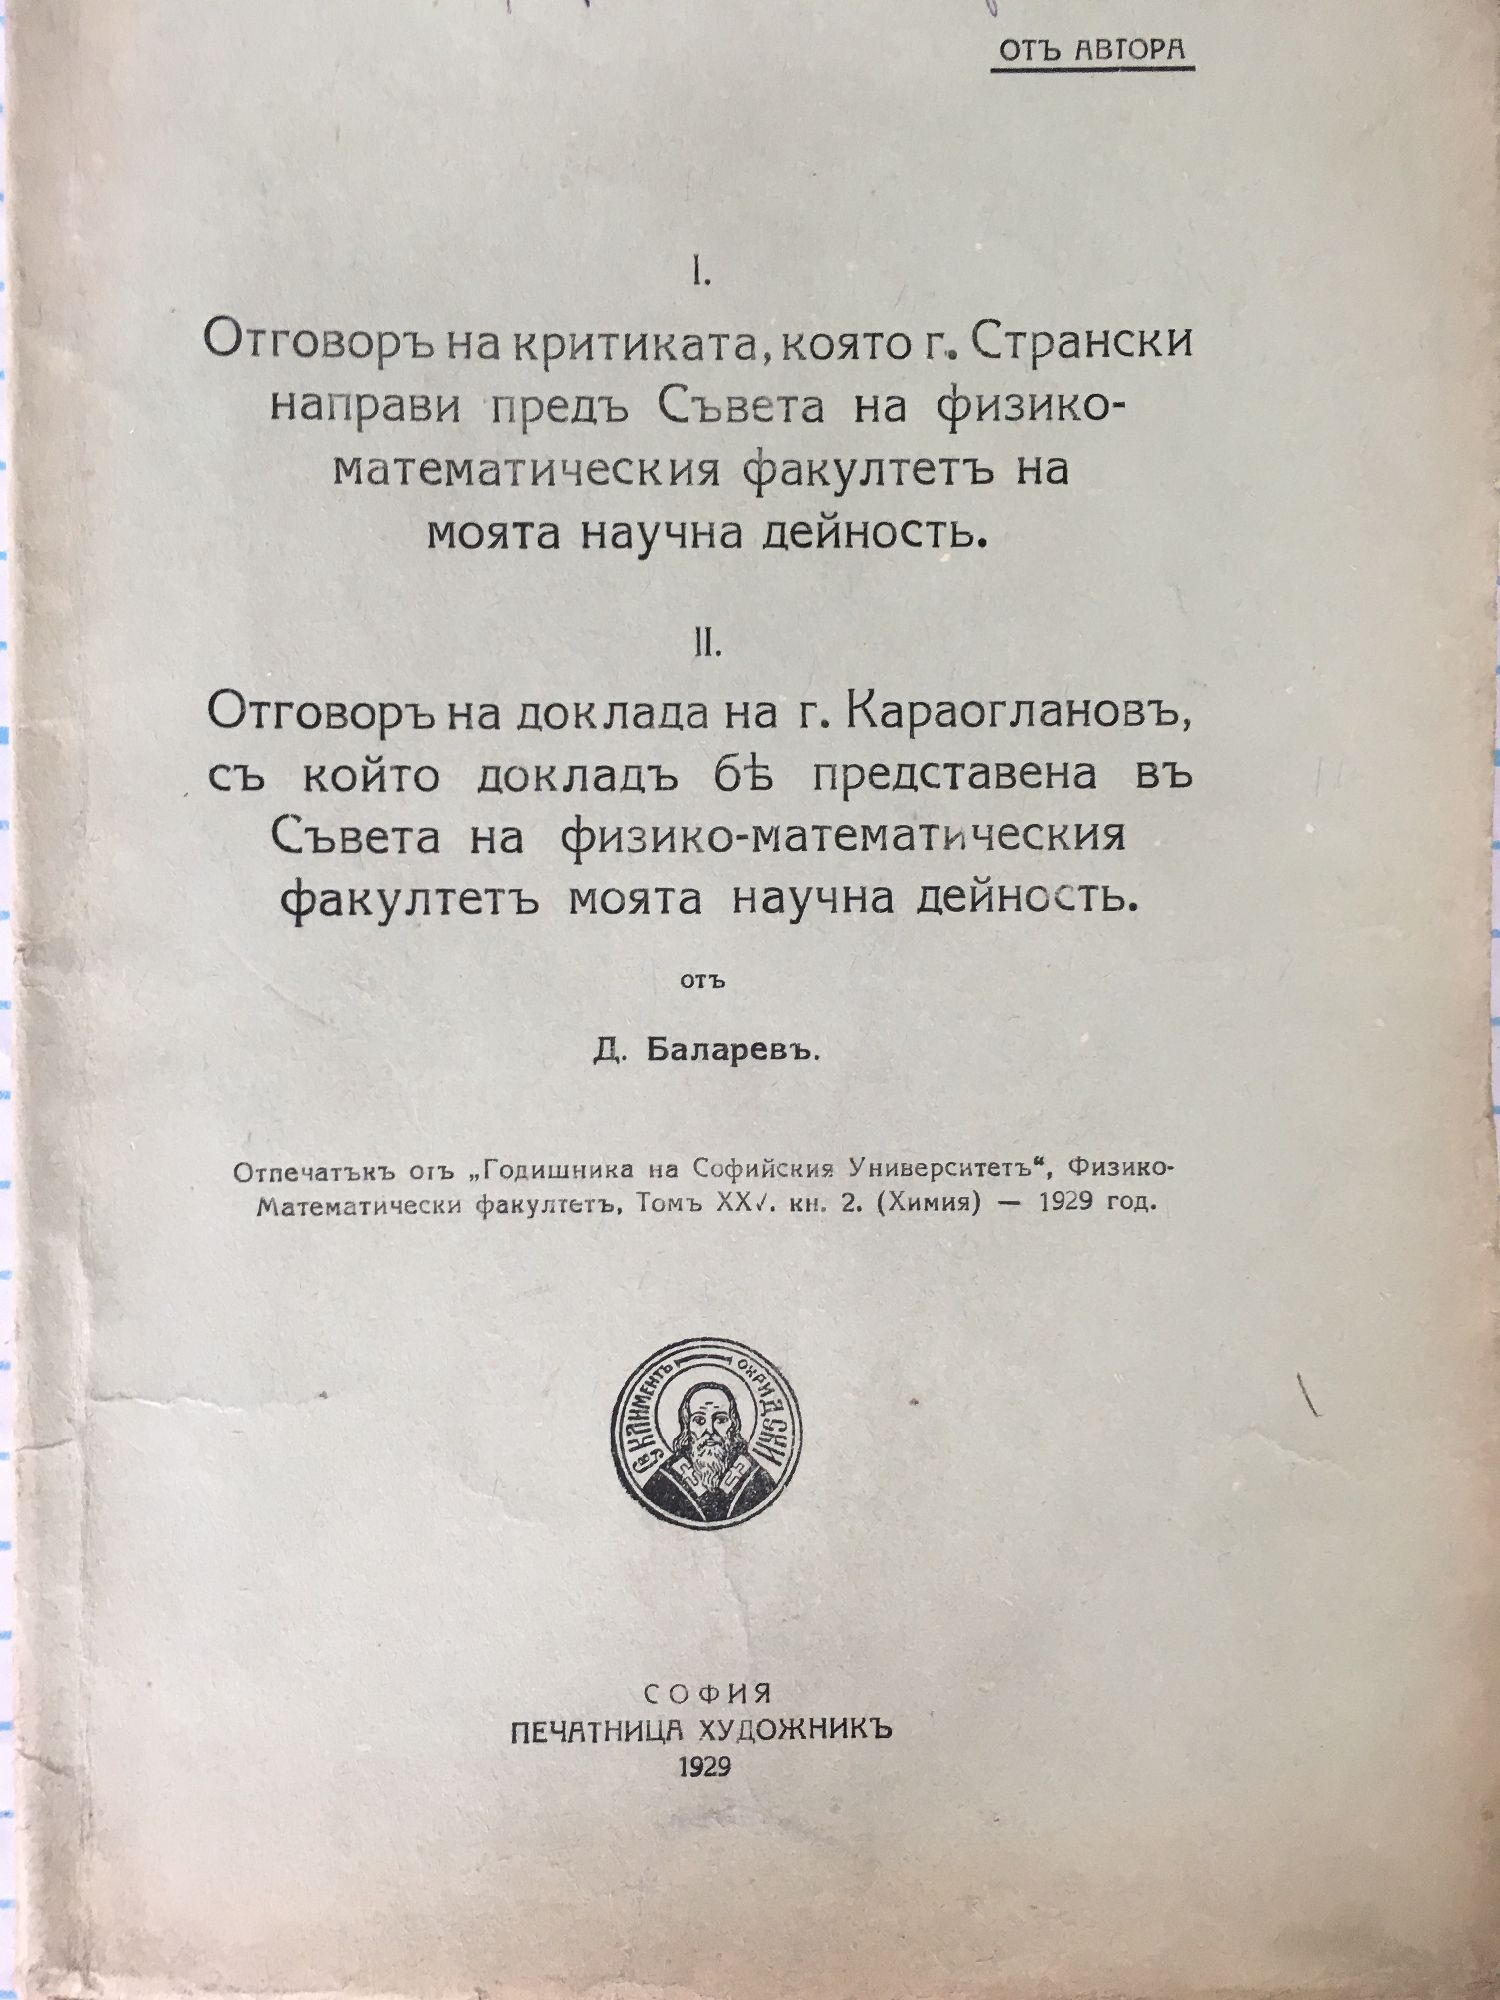 ОТЪ АВТОРА
I.
Отговоръ на критиката, която г. Странски
направи предъ Съвета на физико-
математическия факултетъ на
моята научна дейность.
II.
Отговоръ на доклада на г. Караоглановъ,
съ който докладъ бѣ представена въ
Съвета на физико-математическия
факултетъ моята научна дейность.
отъ
Д. Баларевъ.
Отпечатъкъ отъ „Годишника на Софийския Университетъ“, Физико-
Математически факултетъ, Томъ XXV. кн. 2. (Химия) — 1929 год.
СВ КЛИМЕНТЪ ОХРИДСКИ
СОФИЯ
ПЕЧАТНИЦА ХУДОЖНИКЪ
1929